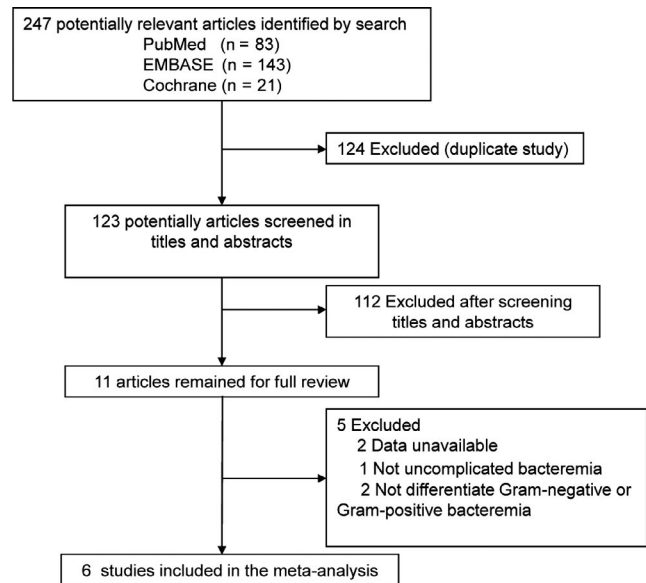 247 potentially relevant articles identified by search
PubMed (n = 83)
EMBASE (n = 143)
Cochrane (n = 21)
124 Excluded (duplicate study)
123 potentially articles screened in
titles and abstracts
112 Excluded after screening
titles and abstracts
11 articles remained for full review
5 Excluded
2 Data unavailable
1 Not uncomplicated bacteremia
2 Not differentiate Gram-negative or
Gram-positive bacteremia
6 studies included in the meta-analysis